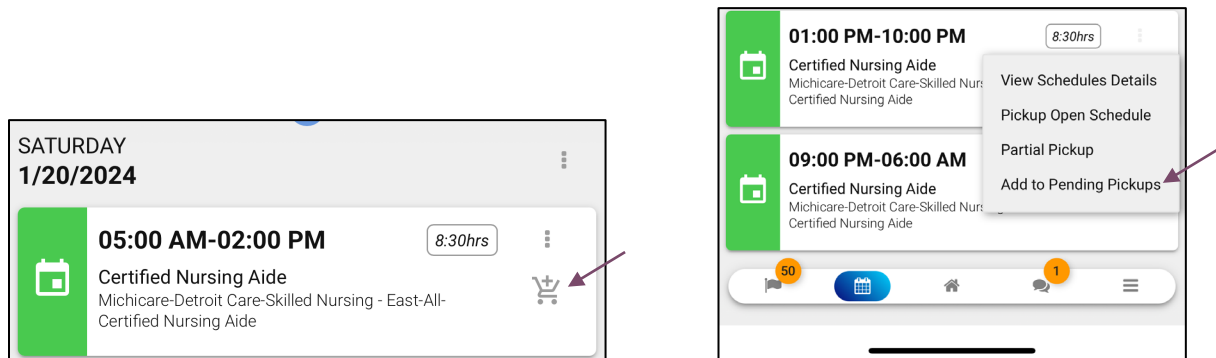 SATURDAY
1/20/2024
05:00 AM-02:00 PM
8:30hrs
Certified Nursing Aide
Michicare-Detroit Care-Skilled Nursing - East-All-
Certified Nursing Aide
01:00 PM-10:00 PM
8:30hrs
Certified Nursing Aide
Michicare-Detroit Care-Skilled Nurs
Certified Nursing Aide
View Schedules Details
Pickup Open Schedule
Partial Pickup
Add to Pending Pickups
09:00 PM-06:00 AM
Certified Nursing Aide
Michicare-Detroit Care-Skilled Nurs
Certified Nursing Aide
50
1